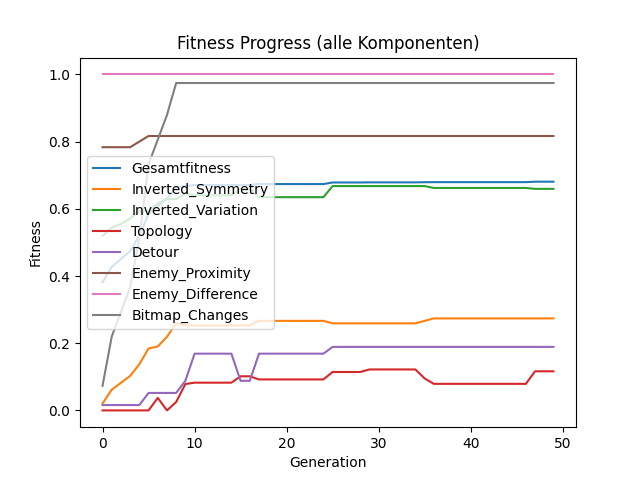 Fitness Progress (alle Komponenten)
1.0
0.8
0.6
0.4
0.2
0.0
Fitness
Gesamtfitness
Inverted_Symmetry
Inverted_Variation
Topology
Detour
Enemy_Proximity
Enemy_Difference
Bitmap_Changes
0 10 20 30 40 50
Generation